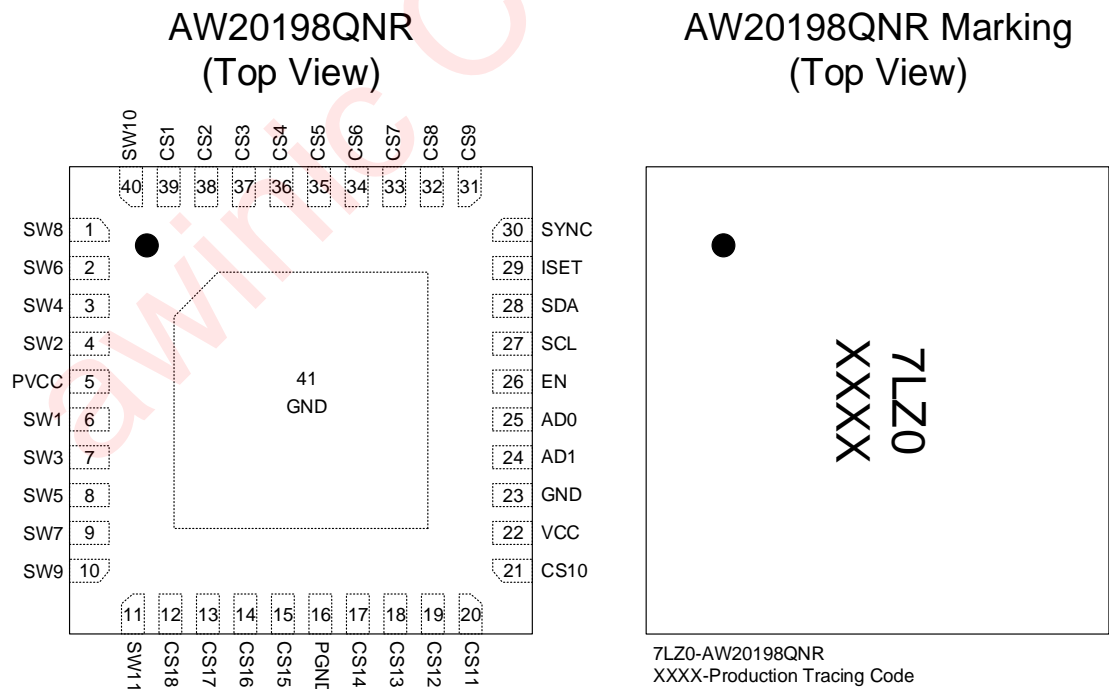 AW20198QNR
(Top View)
SW10
CS1
CS2
CS3
CS4
CS5
CS6
CS7
CS8
CS9
40
39
38
37
36
35
34
33
32
31
SW8 1
SW6 2
SW4 3
SW2 4
PVCC 5
SW1 6
SW3 7
SW5 8
SW7 9
SW9 10
41
GND
30 SYNC
29 ISET
28 SDA
27 SCL
26 EN
25 AD0
24 AD1
23 GND
22 VCC
21 CS10
11
12
13
14
15
16
17
18
19
20
SW11
CS18
CS17
CS16
CS15
PGND
CS14
CS13
CS12
CS11
AW20198QNR Marking
(Top View)
7LZ0
XXXX
7LZ0-AW20198QNR
XXXX-Production Tracing Code
awinic C